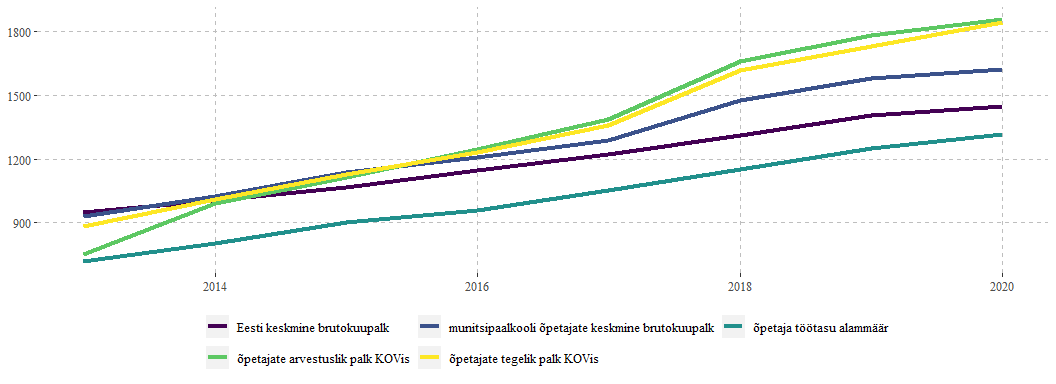 1800
1500
1200
900
2014 2016 2018 2020
Eesti keskmine brutokuupalk munitsipaalkooli õpetajate keskmine brutokuupalk õpetaja töötasu alammäär
õpetajate arvestuslik palk KOVis õpetajate tegelik palk KOVis